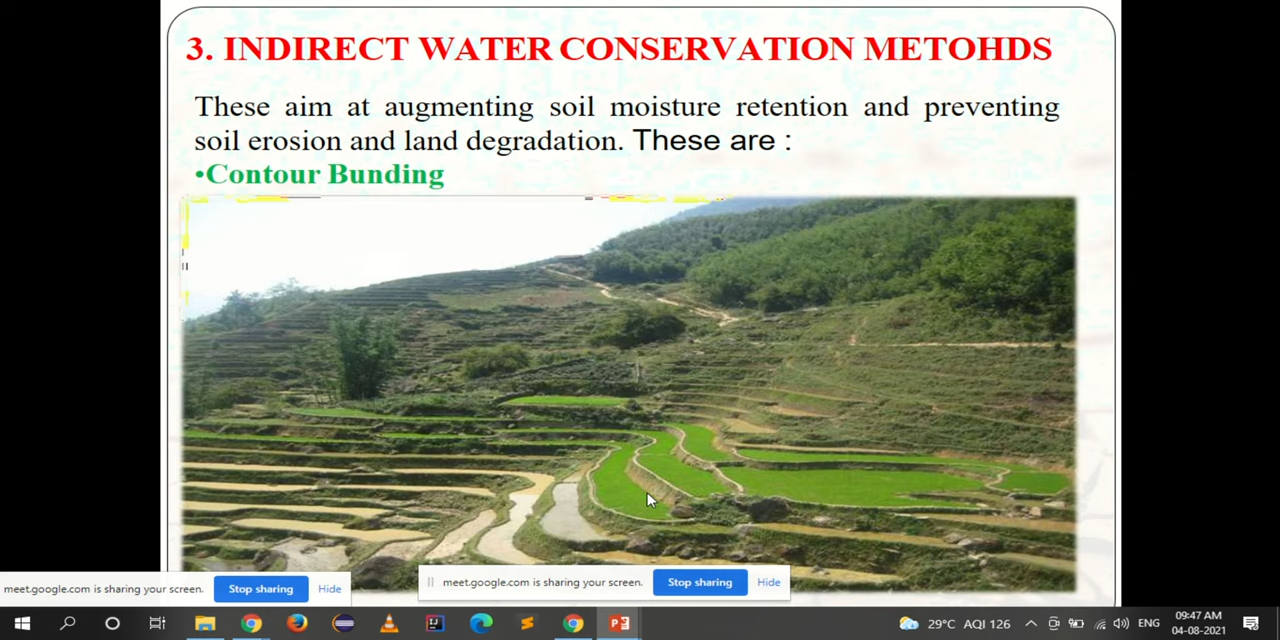 3. INDIRECT WATER CONSERVATION METOHDS
These aim at augmenting soil moisture retention and preventing
soil erosion and land degradation. These are :
•Contour Bunding
meet.google.com is sharing your screen. Stop sharing Hide
meet.google.com is sharing your screen. Stop sharing Hide
29°C AQI 126 ENG 09:47 AM
04-08-2021